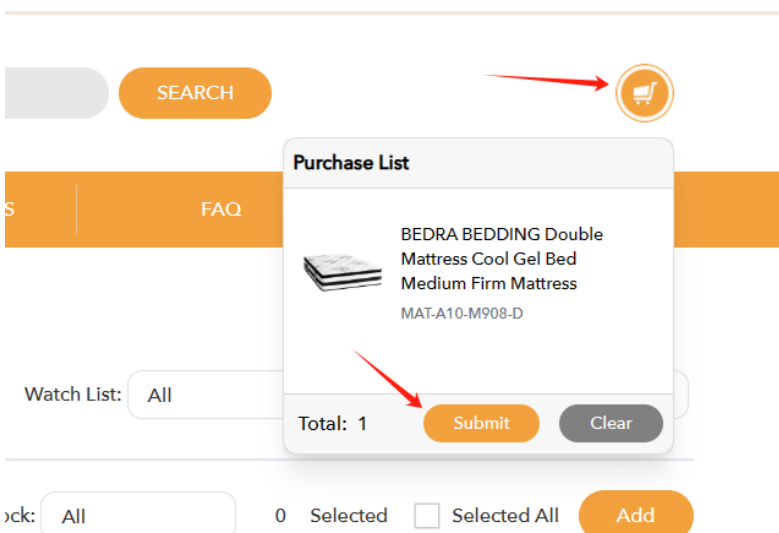 SEARCH
Purchase List
S
FAQ
BEDRA BEDDING Double
Mattress Cool Gel Bed
Medium Firm Mattress
MAT-A10-M908-D
Watch List: All
Total: 1 Submit Clear
ock: All 0 Selected Selected All Add